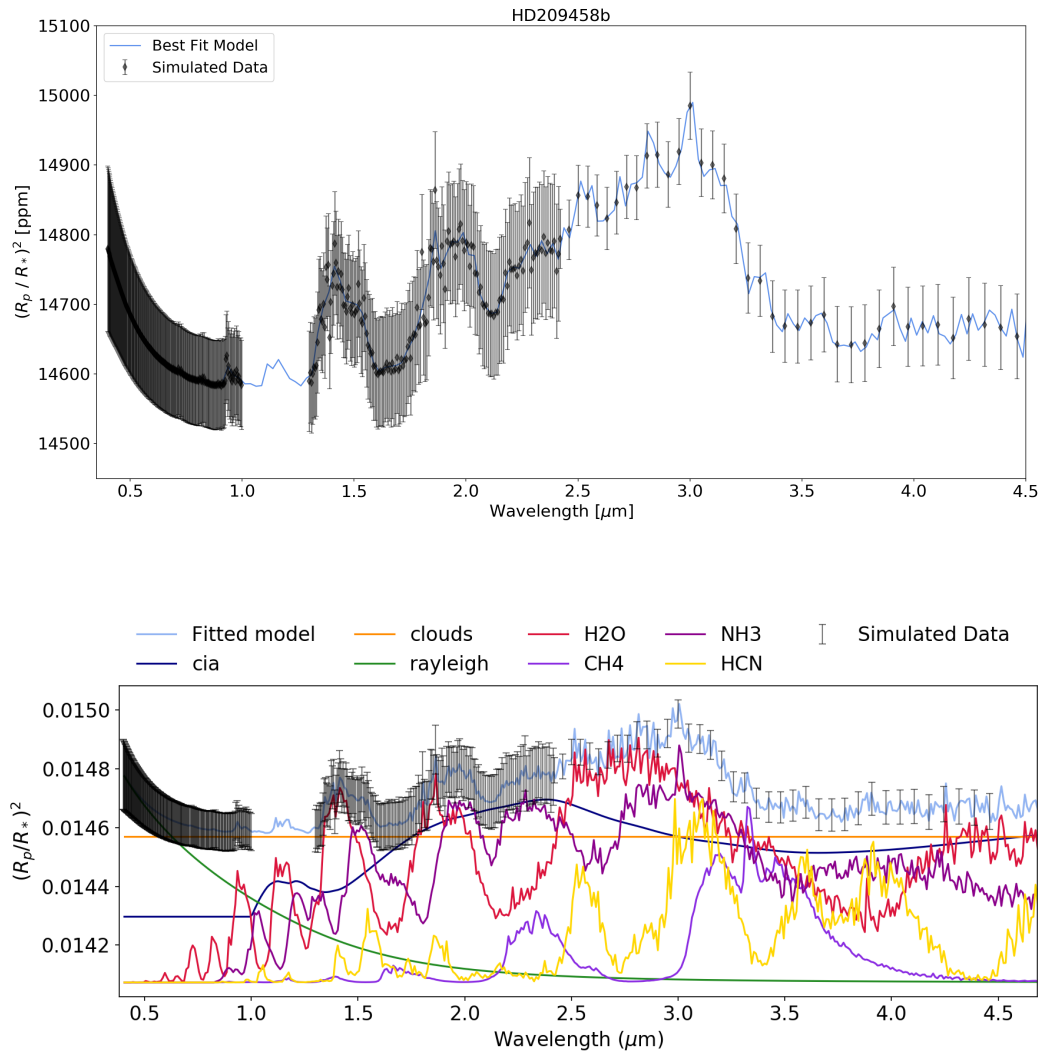 HD209458b
15100
15000
14900
14800
14700
14600
14500
(R_p / R_*)^2 [ppm]
Best Fit Model
Simulated Data
0.5 1.0 1.5 2.0 2.5 3.0 3.5 4.0 4.5
Wavelength [μm]
Fitted model clouds H2O NH3 Simulated Data
cia rayleigh CH4 HCN
0.0150
0.0148
0.0146
0.0144
0.0142
(R_p/R_*)^2
0.5 1.0 1.5 2.0 2.5 3.0 3.5 4.0 4.5
Wavelength (μm)